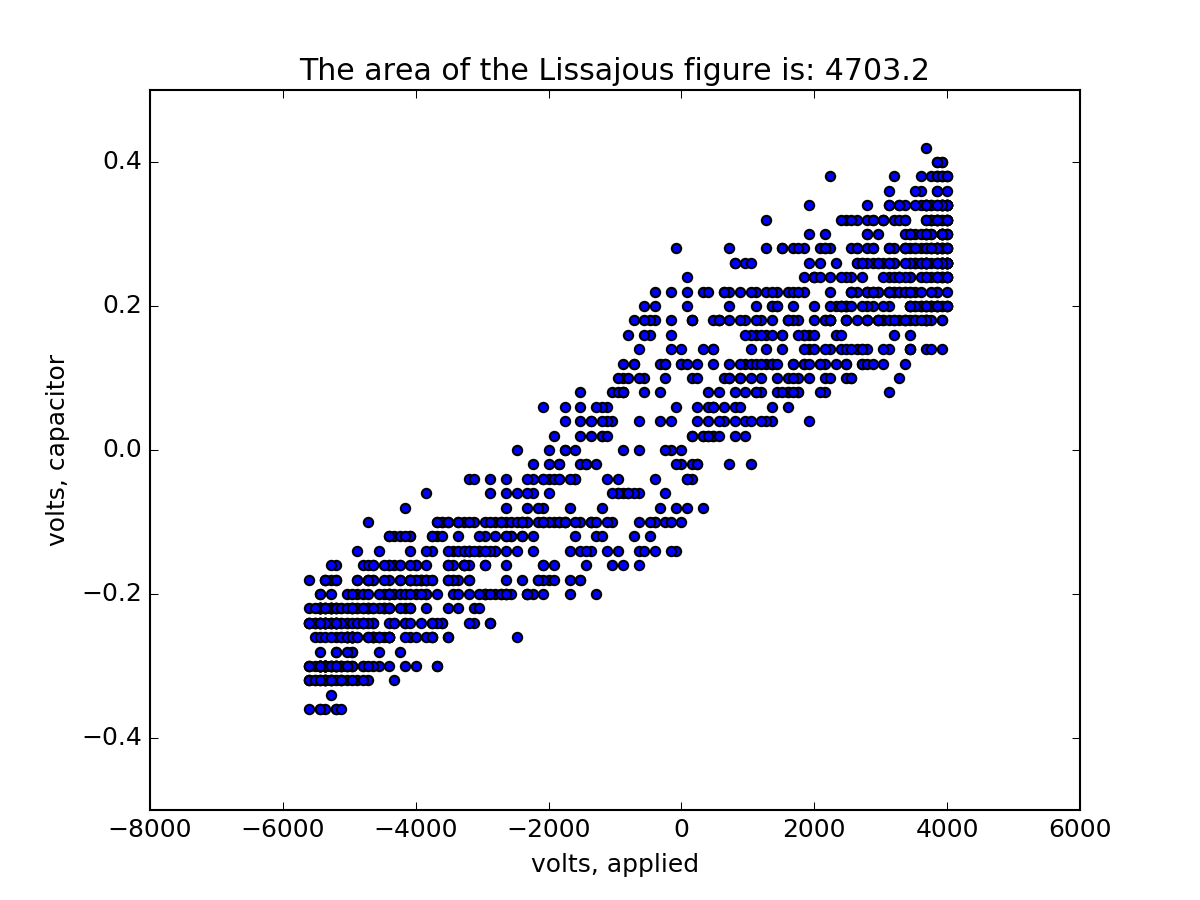 The area of the Lissajous figure is: 4703.2
0.4
0.2
0.0
−0.2
−0.4
volts, capacitor
−8000 −6000 −4000 −2000 0 2000 4000 6000
volts, applied